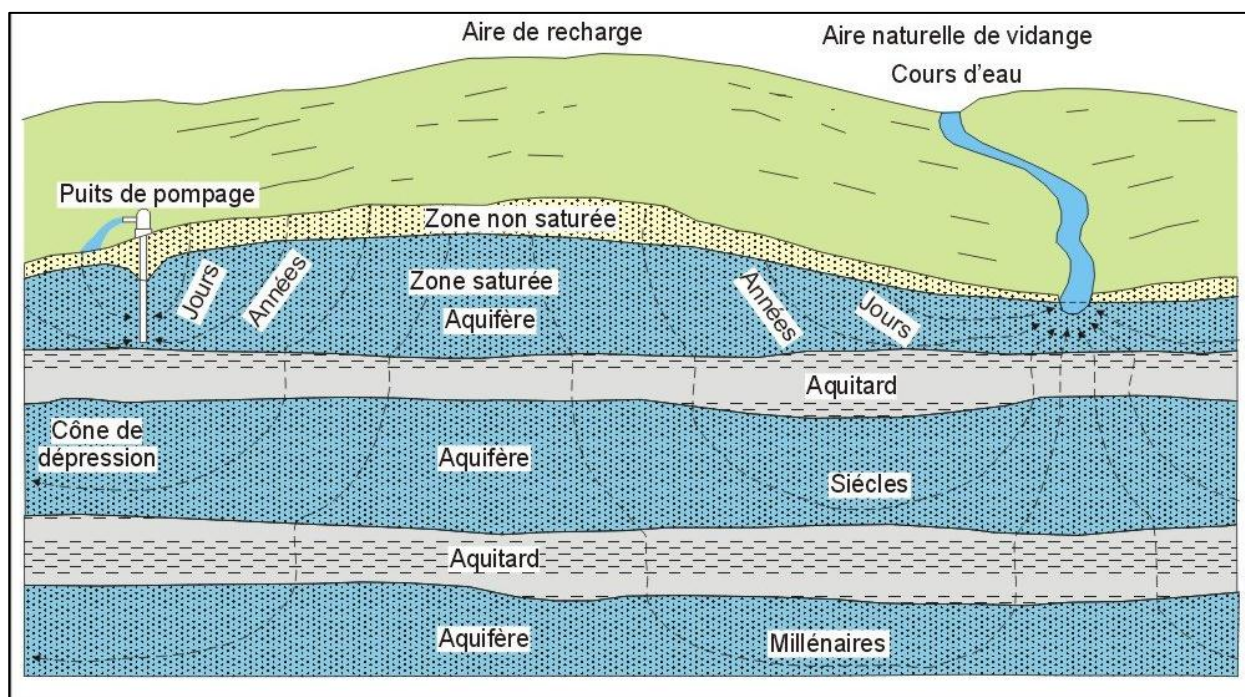 Aire de recharge
Aire naturelle de vidange
Cours d'eau
Puits de pompage
Zone non saturée
Jours
Années
Zone saturée
Aquifère
Années
Jours
Aquitard
Cône de
dépression
Aquifère
Siécles
Aquitard
Aquifère
Millénaires